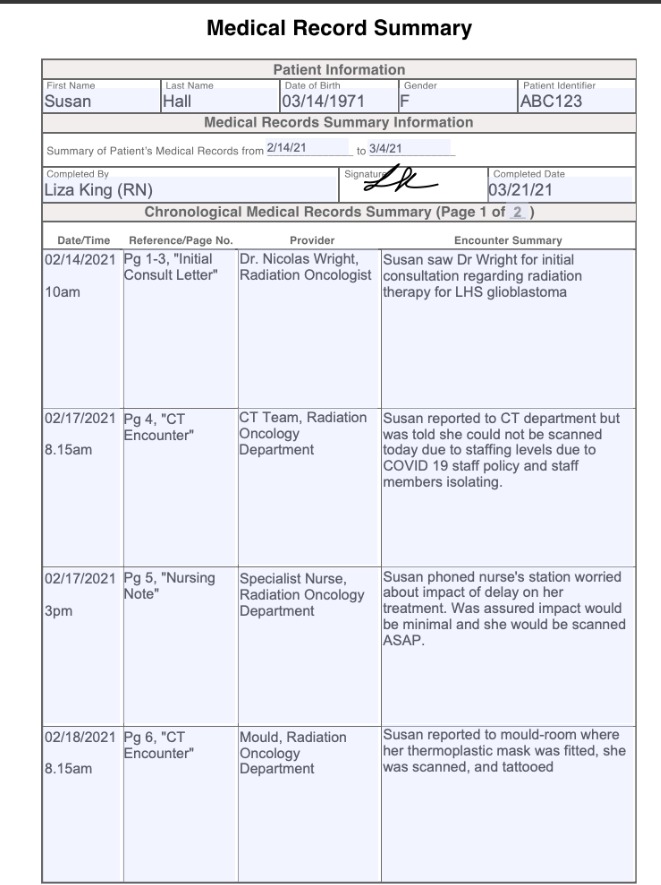 Medical Record Summary
Patient Information
First Name Last Name Date of Birth Gender Patient Identifier
Susan Hall 03/14/1971 F ABC123
Medical Records Summary Information
Summary of Patient's Medical Records from 2/14/21 to 3/4/21
Completed By Signature Completed Date
Liza King (RN) 03/21/21
Chronological Medical Records Summary (Page 1 of 2 )
Date/Time Reference/Page No. Provider Encounter Summary
02/14/2021
10am
Pg 1-3, "Initial
Consult Letter"
Dr. Nicolas Wright,
Radiation Oncologist
Susan saw Dr Wright for initial
consultation regarding radiation
therapy for LHS glioblastoma
02/17/2021
8.15am
Pg 4, "CT
Encounter"
CT Team, Radiation
Oncology
Department
Susan reported to CT department but
was told she could not be scanned
today due to staffing levels due to
COVID 19 staff policy and staff
members isolating.
02/17/2021
3pm
Pg 5, "Nursing
Note"
Specialist Nurse,
Radiation Oncology
Department
Susan phoned nurse's station worried
about impact of delay on her
treatment. Was assured impact would
be minimal and she would be scanned
ASAP.
02/18/2021
8.15am
Pg 6, "CT
Encounter"
Mould, Radiation
Oncology
Department
Susan reported to mould-room where
her thermoplastic mask was fitted, she
was scanned, and tattooed